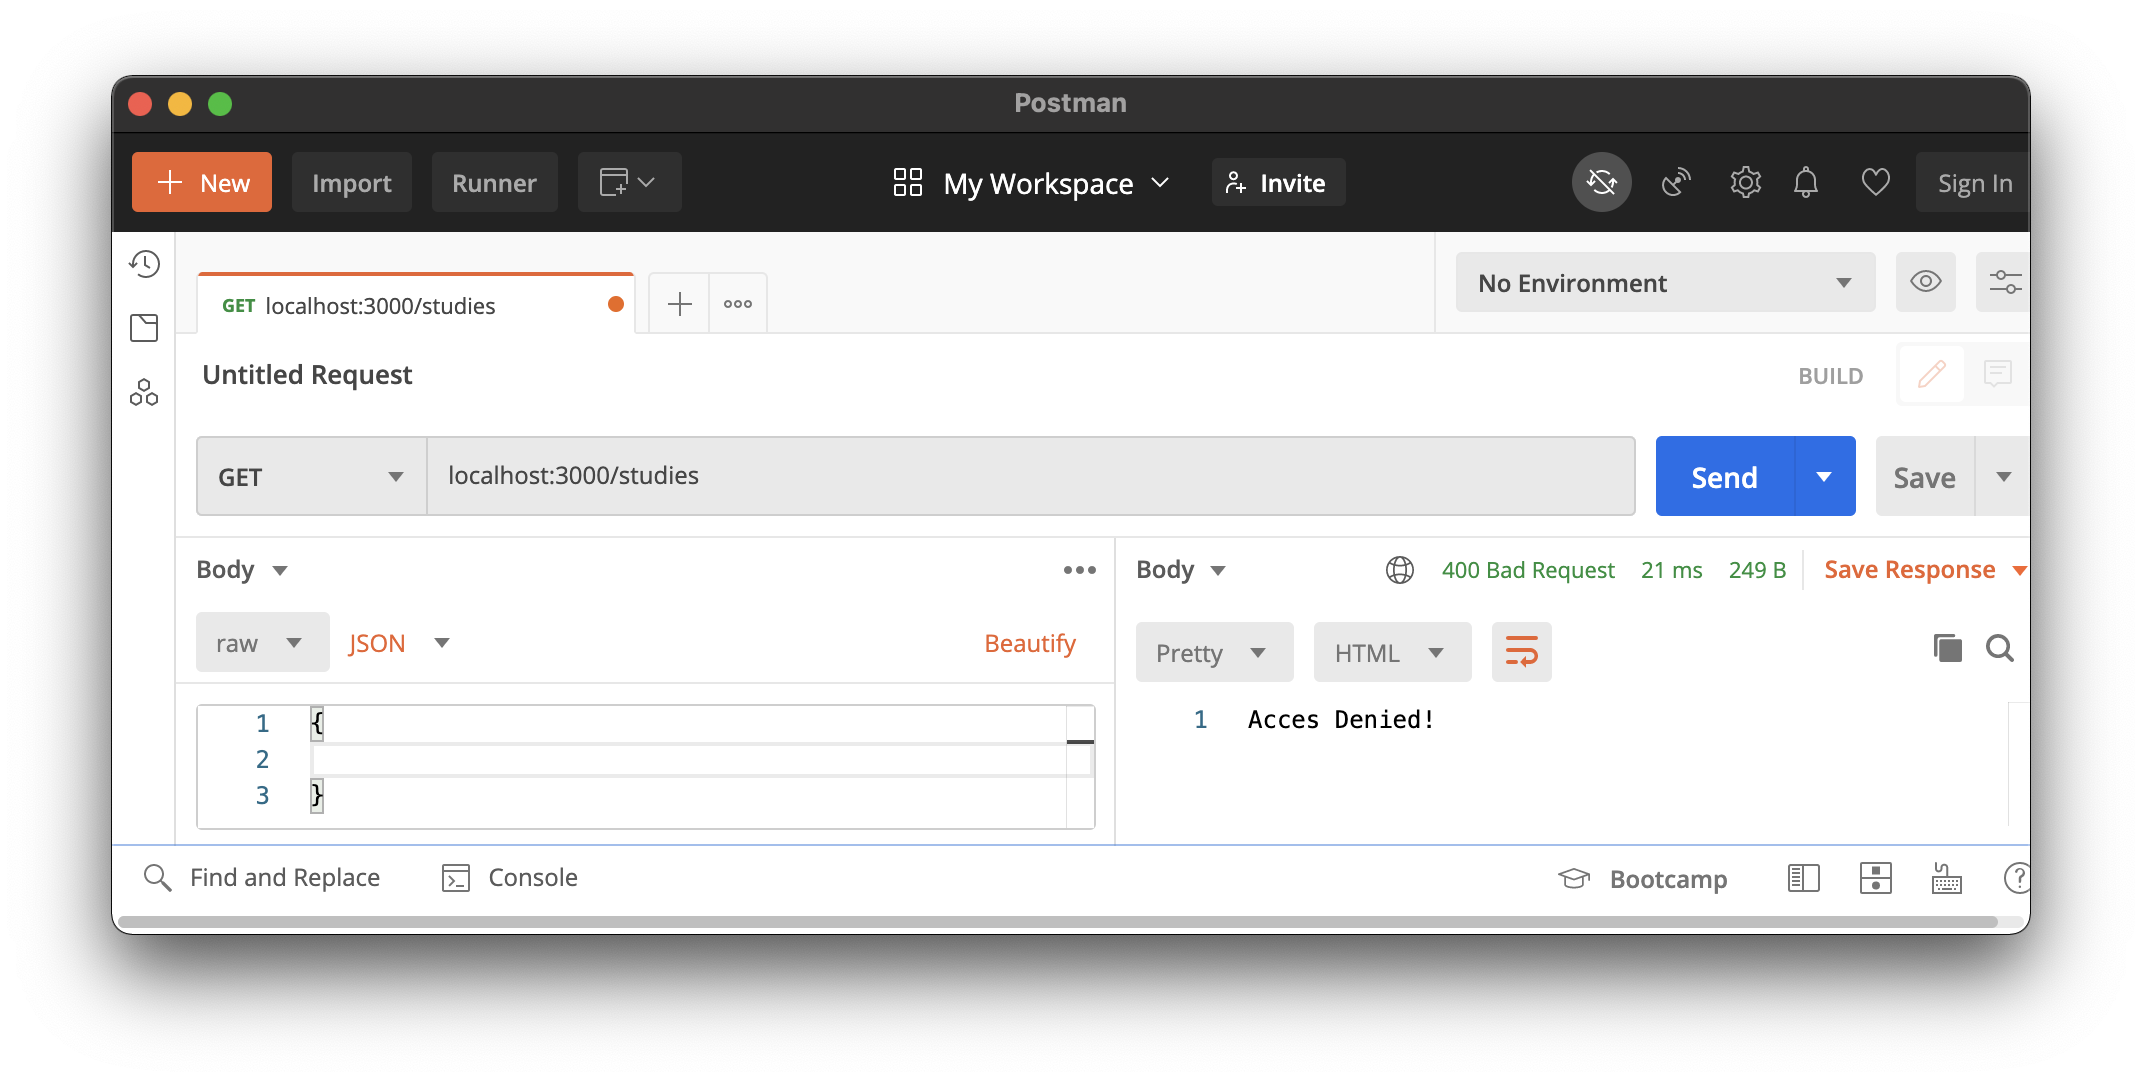 Postman
New Import Runner My Workspace Invite Sign In
GET localhost:3000/studies No Environment
Untitled Request BUILD
GET localhost:3000/studies Send Save
Body Body 400 Bad Request 21 ms 249 B Save Response
raw JSON Beautify Pretty HTML
1 { 1 Acces Denied!
2
3 }
Find and Replace Console Bootcamp